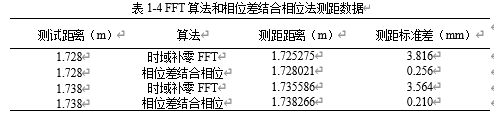 表 1-4 FFT 算法和相位差结合相位法测距数据
测试距离（m） 算法 测距距离（m） 测距标准差（mm）
1.728 时域补零 FFT 1.725275 3.816
1.728 相位差结合相位 1.728021 0.256
1.738 时域补零 FFT 1.735586 3.564
1.738 相位差结合相位 1.738266 0.210